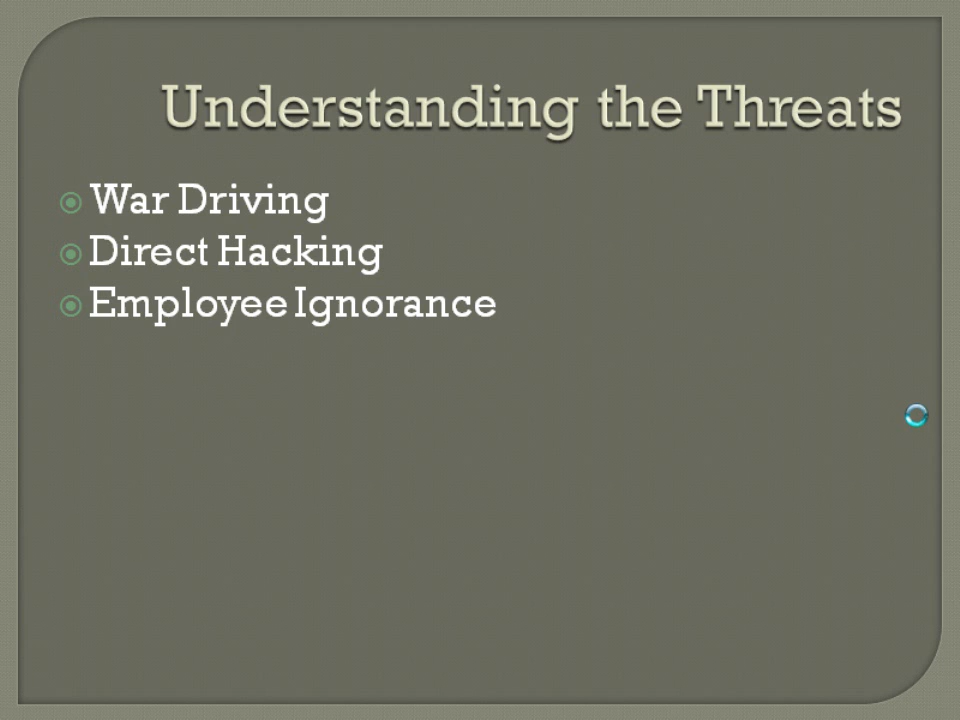 Understanding the Threats
War Driving
Direct Hacking
Employee Ignorance